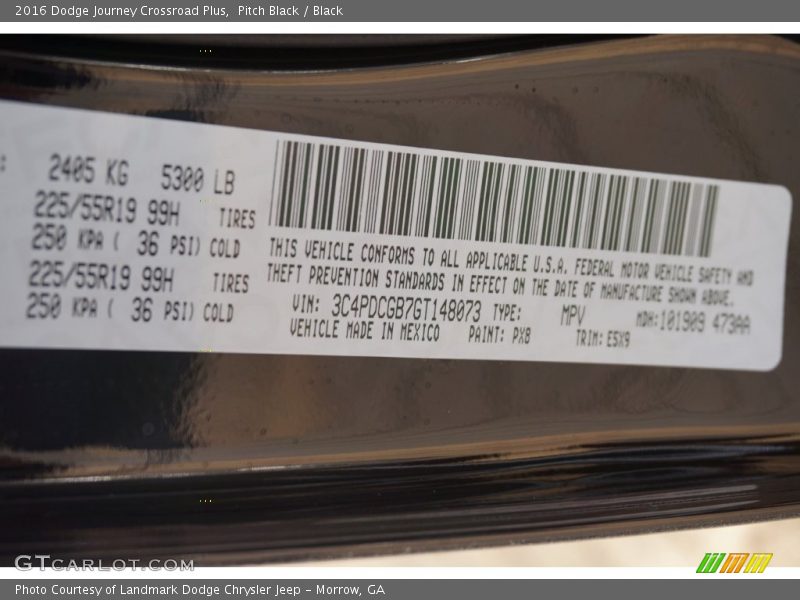 2016 Dodge Journey Crossroad Plus,  Pitch Black / Black
2405 KG 5300 LB
225/55R19 99H TIRES
250 KPA ( 36 PSI) COLD
225/55R19 99H TIRES
250 KPA ( 36 PSI) COLD
THIS VEHICLE CONFORMS TO ALL APPLICABLE U.S.A. FEDERAL MOTOR VEHICLE SAFETY AND
THEFT PREVENTION STANDARDS IN EFFECT ON THE DATE OF MANUFACTURE SHOWN ABOVE.
VIN: 3C4PDCGB7GT148073 TYPE: MPV MDH:101909 473AA
VEHICLE MADE IN MEXICO PAINT: PX8 TRIM: E5X9
GTCARLOT.COM
Photo Courtesy of Landmark Dodge Chrysler Jeep – Morrow, GA